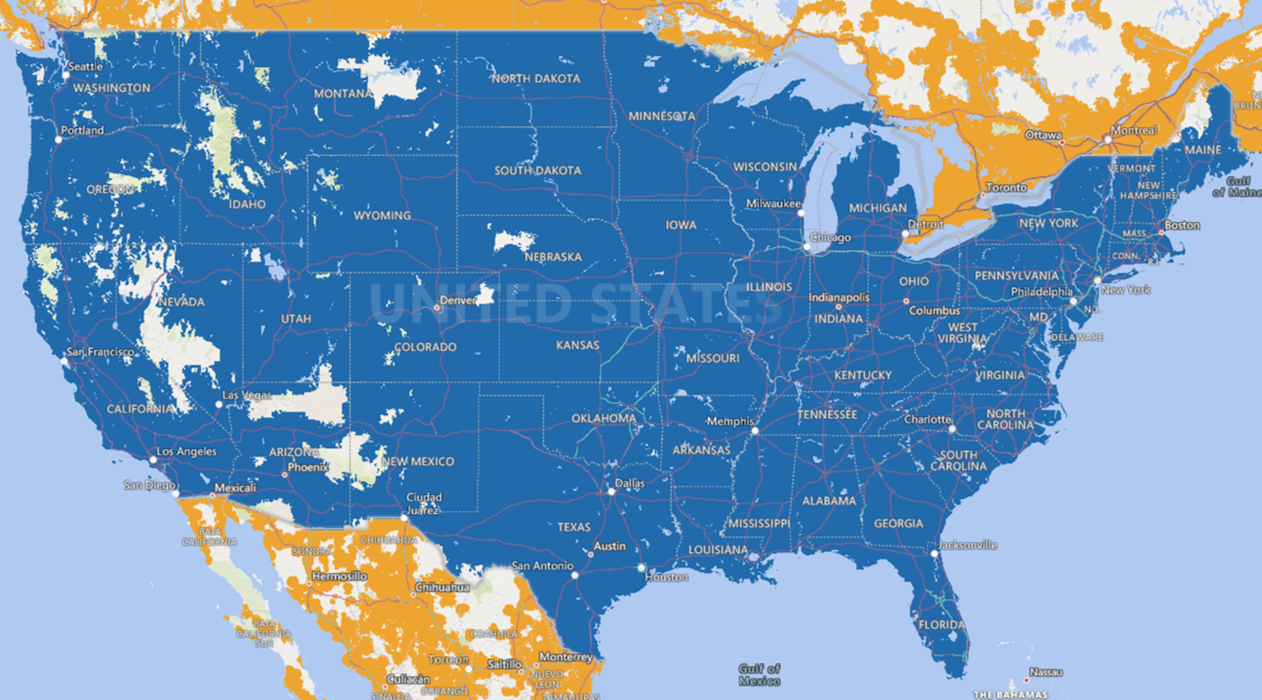 Seattle
WASHINGTON
MONTANA
NORTH DAKOTA
MINNESOTA
Ottawa
Montreal
MAINE
Portland
OREGON
IDAHO
SOUTH DAKOTA
WISCONSIN
VERMONT
NEW
HAMPSHIRE
Gulf
of Maine
Toronto
WYOMING
IOWA
Milwaukee
MICHIGAN
Detroit
NEW YORK
MASS.
Boston
Chicago
NEBRASKA
CONN.
PENNSYLVANIA
NEVADA
UNITED STATES
Denver
ILLINOIS
Indianapolis
INDIANA
OHIO
Columbus
Philadelphia
New York
UTAH
MD.
DELAWARE
San Francisco
COLORADO
KANSAS
MISSOURI
WEST
VIRGINIA
KENTUCKY
VIRGINIA
CALIFORNIA
Las Vegas
OKLAHOMA
Memphis
TENNESSEE
Charlotte
NORTH
CAROLINA
Los Angeles
ARIZONA
Phoenix
NEW MEXICO
ARKANSAS
SOUTH
CAROLINA
San Diego
Mexicali
Ciudad
Juarez
Dallas
ALABAMA
BAJA
CALIFORNIA
SONORA
CHIHUAHUA
TEXAS
MISSISSIPPI
GEORGIA
Austin
LOUISIANA
Jacksonville
Hermosillo
Chihuahua
San Antonio
Houston
BAJA
CALIFORNIA
SUR
COAHUILA
FLORIDA
Torreon
Saltillo
Monterrey
Gulf of
Mexico
Culiacán
DURANGO
NUEVO
LEON
Nassau
SINALOA
TAMAULIPAS
THE BAHAMAS